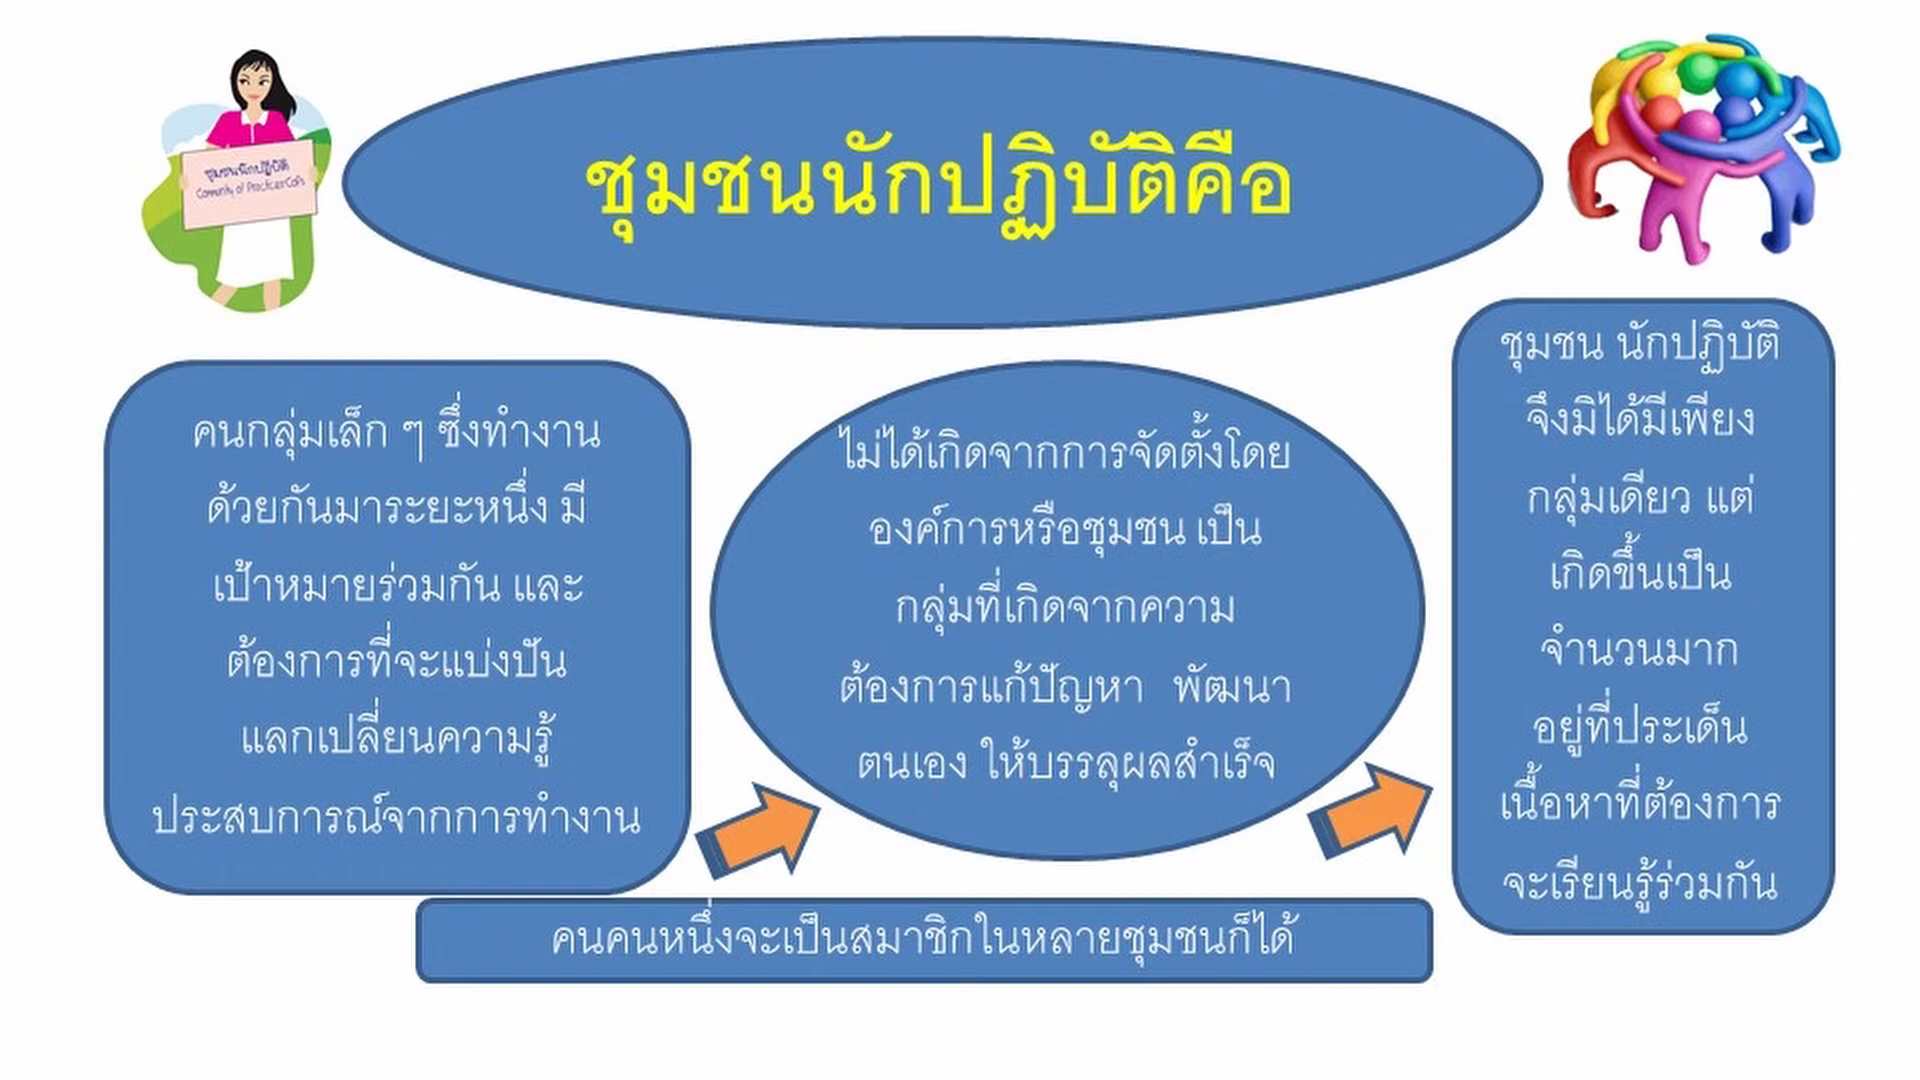 ชุมชนนักปฏิบัติ
Community of Practice:CoPs
ชุมชนนักปฏิบัติคือ
คนกลุ่มเล็ก ๆ ซึ่งทำงาน
ด้วยกันมาระยะหนึ่ง มี
เป้าหมายร่วมกัน และ
ต้องการที่จะแบ่งปัน
แลกเปลี่ยนความรู้
ประสบการณ์จากการทำงาน
ไม่ได้เกิดจากการจัดตั้งโดย
องค์การหรือชุมชน เป็น
กลุ่มที่เกิดจากความ
ต้องการแก้ปัญหา พัฒนา
ตนเอง ให้บรรลุผลสำเร็จ
ชุมชน นักปฏิบัติ
จึงมิได้มีเพียง
กลุ่มเดียว แต่
เกิดขึ้นเป็น
จำนวนมาก
อยู่ที่ประเด็น
เนื้อหาที่ต้องการ
จะเรียนรู้ร่วมกัน
คนคนหนึ่งจะเป็นสมาชิกในหลายชุมชนก็ได้